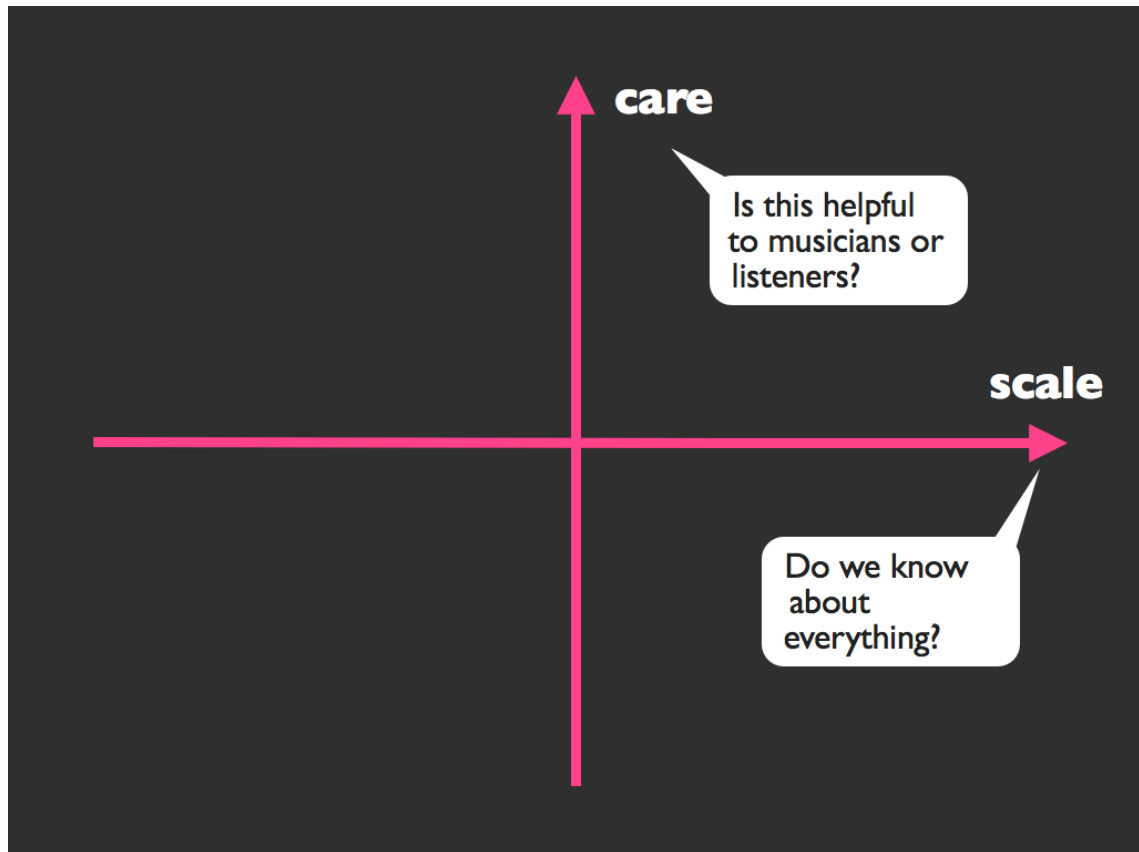 care
Is this helpful
to musicians or
listeners?
scale
Do we know
about
everything?